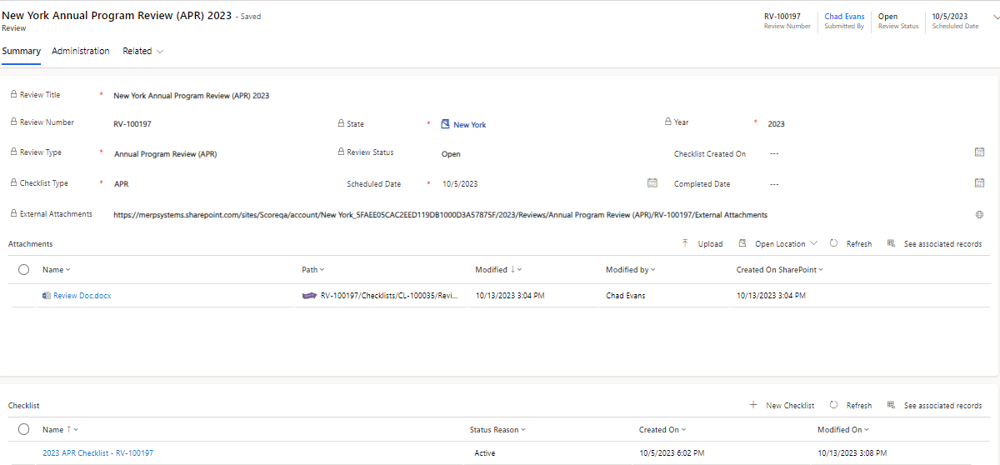 New York Annual Program Review (APR) 2023 - Saved
Review
RV-100197
Review Number
Chad Evans
Submitted By
Open
Review Status
10/5/2023
Scheduled Date
Summary Administration Related
Review Title * New York Annual Program Review (APR) 2023
Review Number RV-100197 State * New York Year * 2023
Review Type * Annual Program Review (APR) Review Status Open Checklist Created On ---
Checklist Type * APR Scheduled Date * 10/5/2023 Completed Date ---
External Attachments https://merpsystems.sharepoint.com/sites/Scoreqa/account/New York_5FAEE05CAC2EED119DB1000D3A57875F/2023/Reviews/Annual Program Review (APR)/RV-100197/External Attachments
Attachments Upload Open Location Refresh See associated records
Name Path Modified ↓ Modified by Created On SharePoint
Review Doc.docx RV-100197/Checklists/CL-100035/Revi... 10/13/2023 3:04 PM Chad Evans 10/13/2023 3:04 PM
Checklist + New Checklist Refresh See associated records
Name ↑ Status Reason Created On Modified On
2023 APR Checklist - RV-100197 Active 10/5/2023 6:02 PM 10/13/2023 3:08 PM